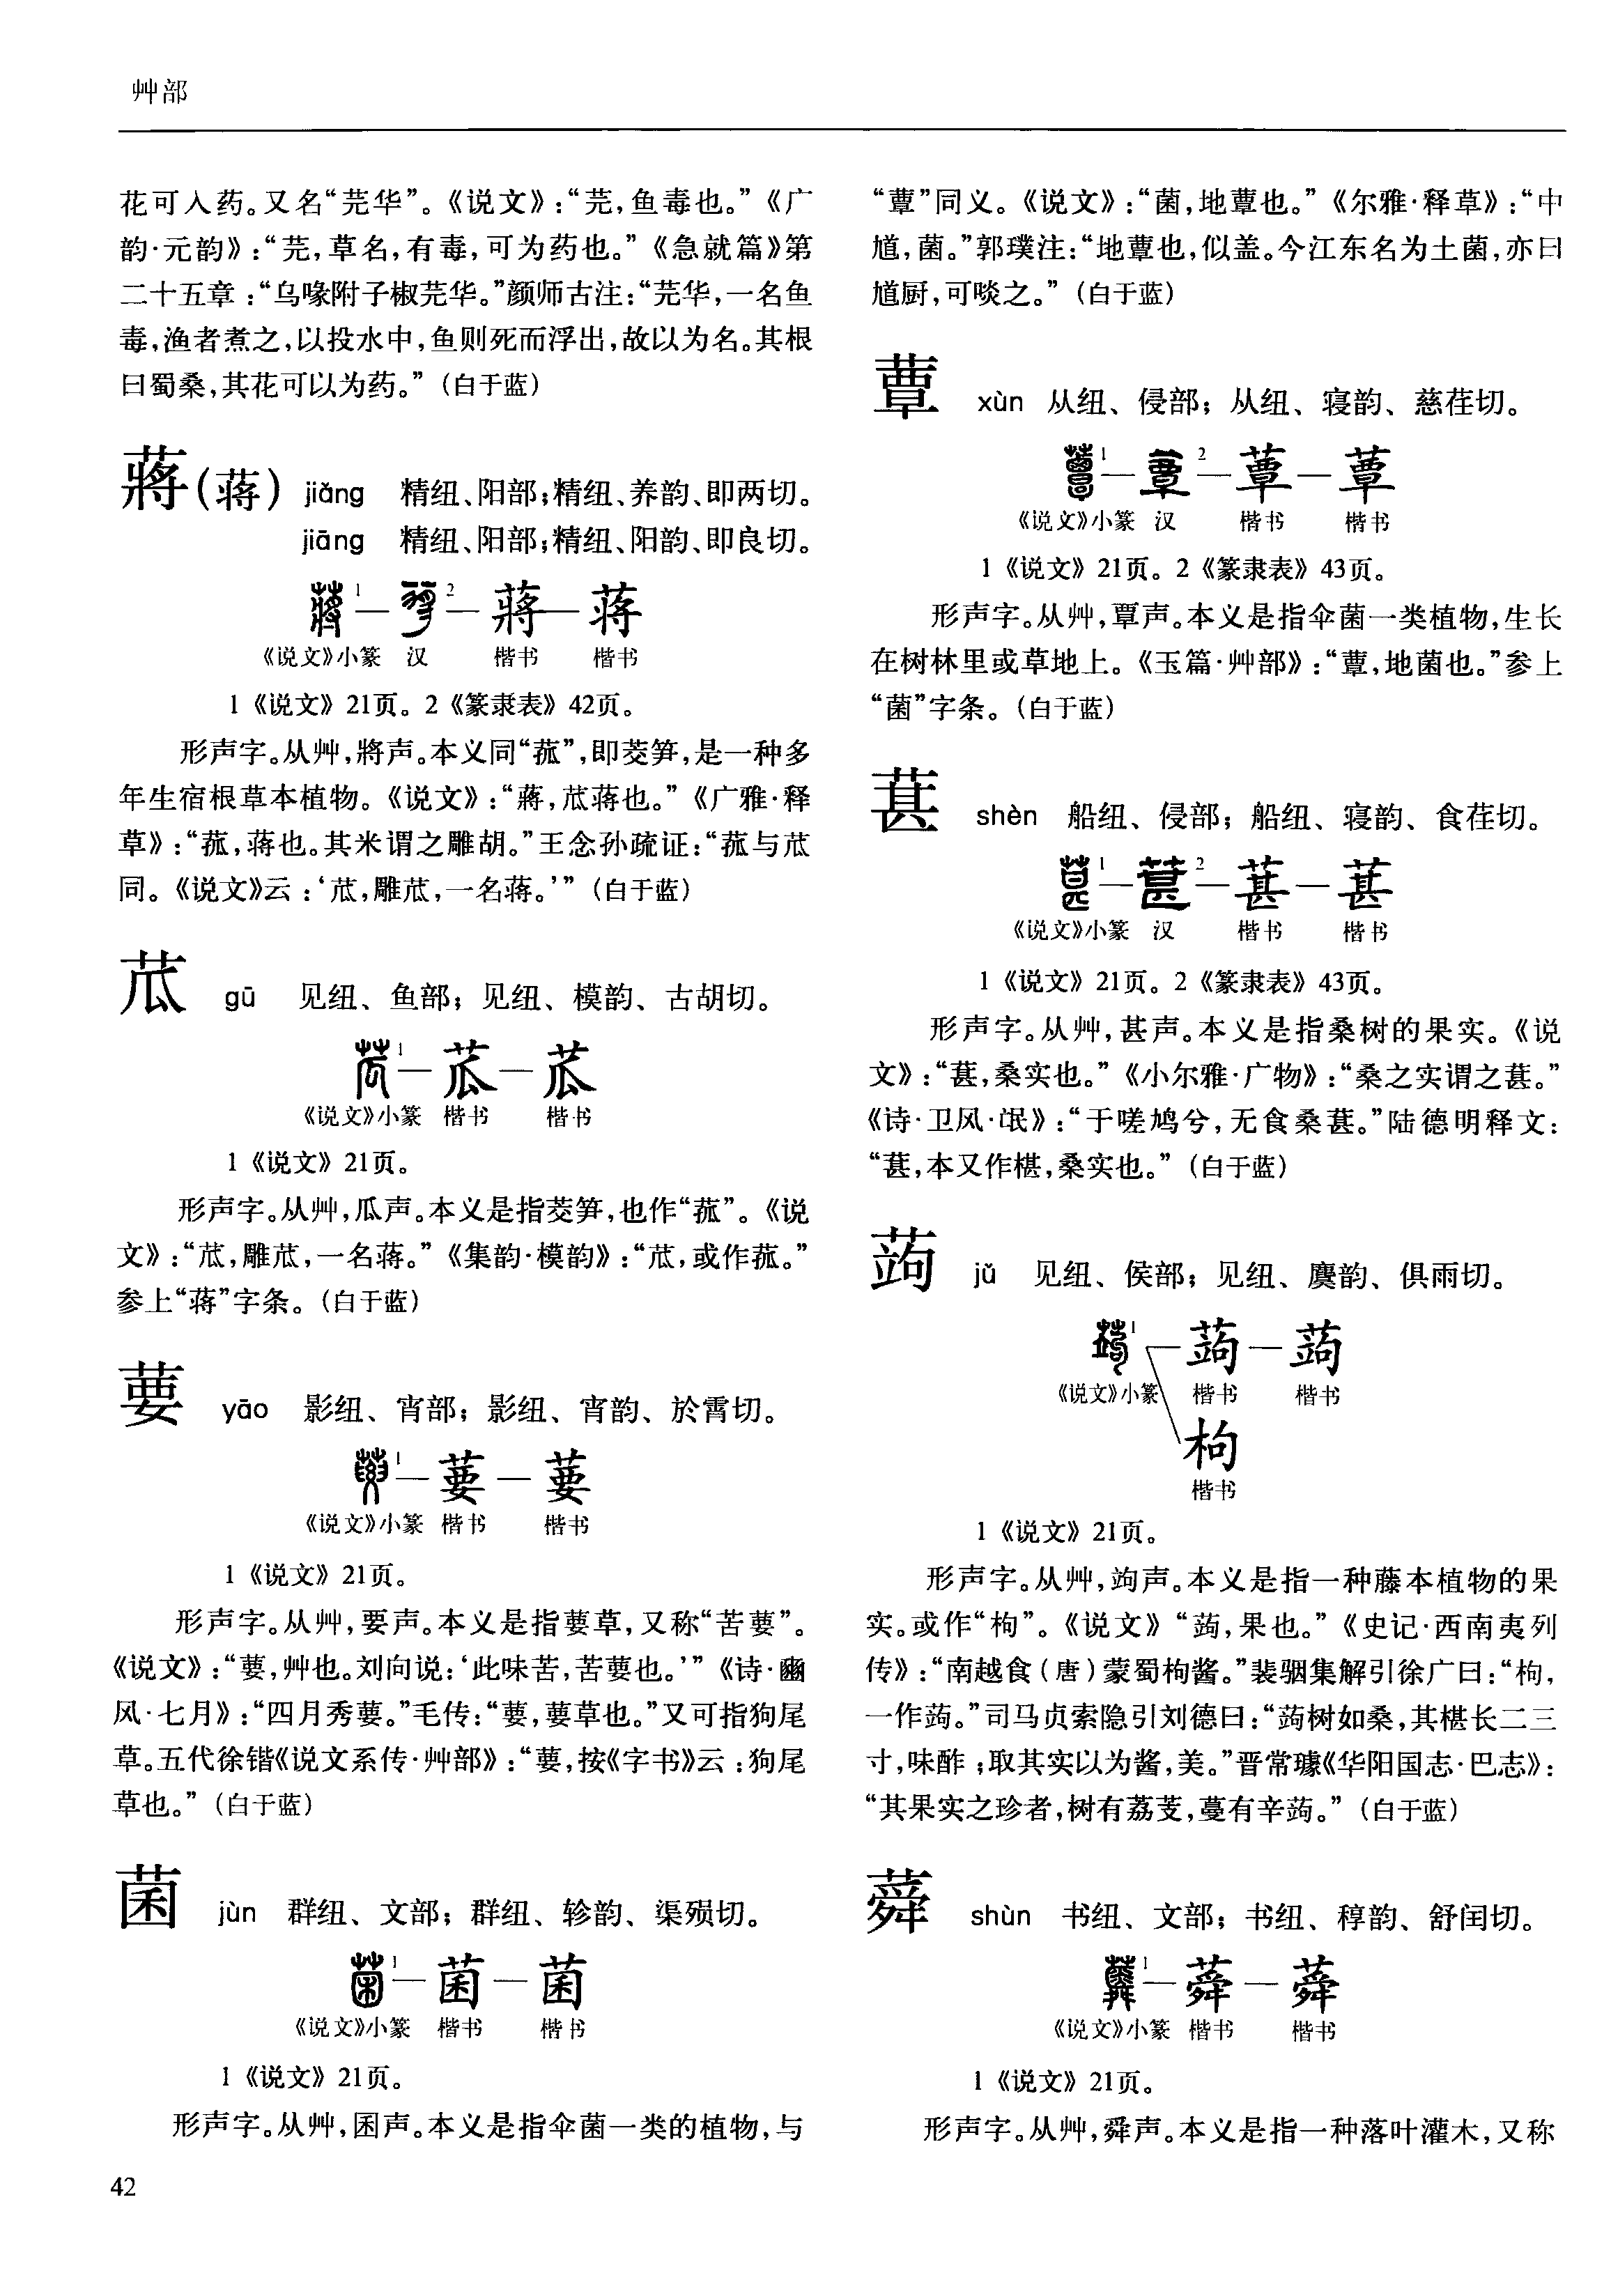 艸部
花可入药。又名“芫华”。《说文》:“芫,鱼毒也。”《广
韵·元韵》:“芫,草名,有毒,可为药也。”《急就篇》第
二十五章:“乌喙附子椒芫华。”颜师古注:“芫华,一名鱼
毒,渔者煮之,以投水中,鱼则死而浮出,故以为名。其根
曰蜀桑,其花可以为药。”(白于蓝)
蔣(蒋) jiǎng 精纽、阳部;精纽、养韵、即两切。
jiāng 精纽、阳部;精纽、阳韵、即良切。
蔣1—蔣2—蔣—蒋
《说文》小篆 汉 楷书 楷书
1《说文》21页。2《篆隶表》42页。
形声字。从艸,將声。本义同“菰”,即茭笋,是一种多
年生宿根草本植物。《说文》:“蔣,苽蒋也。”《广雅·释
草》:“菰,蒋也。其米谓之雕胡。”王念孙疏证:“菰与苽
同。《说文》云:‘苽,雕苽,一名蒋。’”(白于蓝)
苽 gū 见纽、鱼部;见纽、模韵、古胡切。
苽1—苽—苽
《说文》小篆 楷书 楷书
1《说文》21页。
形声字。从艸,瓜声。本义是指茭笋,也作“菰”。《说
文》:“苽,雕苽,一名蒋。”《集韵·模韵》:“苽,或作菰。”
参上“蒋”字条。(白于蓝)
葽 yāo 影纽、宵部;影纽、宵韵、於霄切。
葽1—葽—葽
《说文》小篆 楷书 楷书
1《说文》21页。
形声字。从艸,要声。本义是指葽草,又称“苦葽”。
《说文》:“葽,艸也。刘向说:‘此味苦,苦葽也。’”《诗·豳
风·七月》:“四月秀葽。”毛传:“葽,葽草也。”又可指狗尾
草。五代徐锴《说文系传·艸部》:“葽,按《字书》云:狗尾
草也。”(白于蓝)
菌 jùn 群纽、文部;群纽、轸韵、渠殒切。
菌1—菌—菌
《说文》小篆 楷书 楷书
1《说文》21页。
形声字。从艸,囷声。本义是指伞菌一类的植物,与
“蕈”同义。《说文》:“菌,地蕈也。”《尔雅·释草》:“中
馗,菌。”郭璞注:“地蕈也,似盖。今江东名为土菌,亦曰
馗厨,可啖之。”(白于蓝)
蕈 xùn 从纽、侵部;从纽、寝韵、慈荏切。
蕈1—蕈2—蕈—蕈
《说文》小篆 汉 楷书 楷书
1《说文》21页。2《篆隶表》43页。
形声字。从艸,覃声。本义是指伞菌一类植物,生长
在树林里或草地上。《玉篇·艸部》:“蕈,地菌也。”参上
“菌”字条。(白于蓝)
葚 shèn 船纽、侵部;船纽、寝韵、食荏切。
葚1—葚2—葚—葚
《说文》小篆 汉 楷书 楷书
1《说文》21页。2《篆隶表》43页。
形声字。从艸,甚声。本义是指桑树的果实。《说
文》:“葚,桑实也。”《小尔雅·广物》:“桑之实谓之葚。”
《诗·卫风·氓》:“于嗟鸠兮,无食桑葚。”陆德明释文:
“葚,本又作椹,桑实也。”(白于蓝)
蒟 jǔ 见纽、侯部;见纽、麌韵、俱雨切。
蒟1—蒟—蒟
《说文》小篆 楷书 楷书
枸
楷书
1《说文》21页。
形声字。从艸,竘声。本义是指一种藤本植物的果
实。或作“枸”。《说文》“蒟,果也。”《史记·西南夷列
传》:“南越食(唐)蒙蜀枸酱。”裴骃集解引徐广曰:“枸,
一作蒟。”司马贞索隐引刘德曰:“蒟树如桑,其椹长二三
寸,味酢;取其实以为酱,美。”晋常璩《华阳国志·巴志》:
“其果实之珍者,树有荔芰,蔓有辛蒟。”(白于蓝)
蕣 shùn 书纽、文部;书纽、稕韵、舒闰切。
蕣1—蕣—蕣
《说文》小篆 楷书 楷书
1《说文》21页。
形声字。从艸,舜声。本义是指一种落叶灌木,又称
42